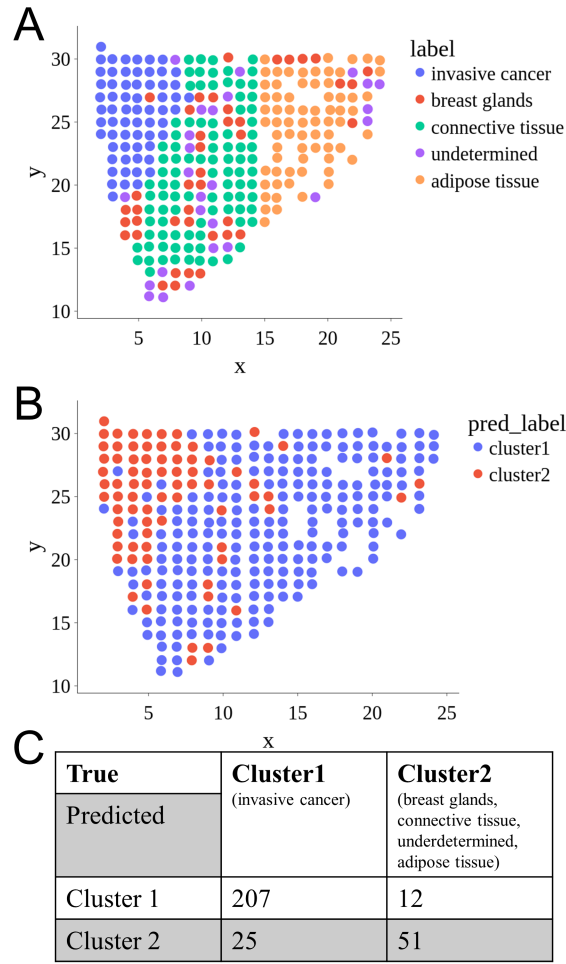 A
label
invasive cancer
breast glands
connective tissue
undetermined
adipose tissue
30
25
20
15
10
y
5
10
15
20
25
x
B
pred_label
cluster1
cluster2
30
25
20
15
10
y
5
10
15
20
25
x
C
True
Cluster1
Cluster2
(invasive cancer)
(breast glands,
connective tissue,
underdetermined,
adipose tissue)
Predicted
Cluster 1
207
12
Cluster 2
25
51